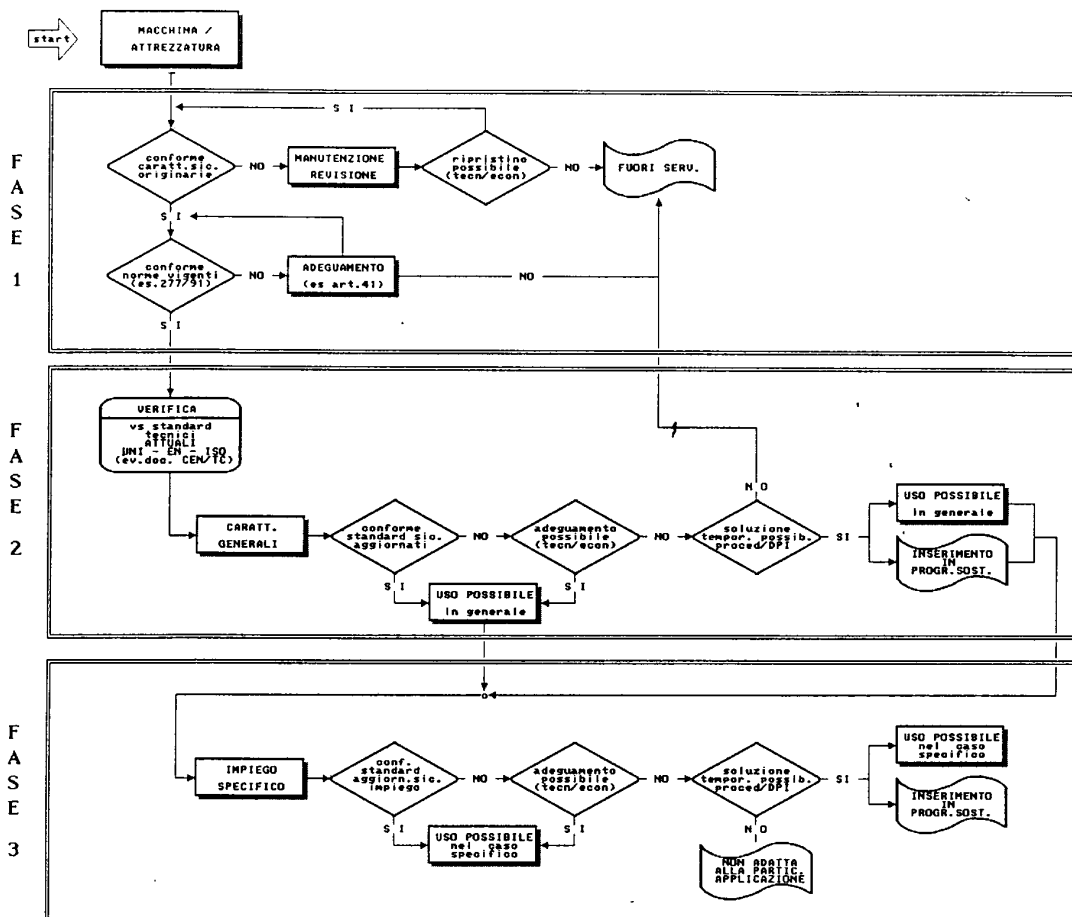 start
MACCHINA /
ATTREZZATURA
FASE 1
S I
conforme
caratt.sic.
originarie
NO
MANUTENZIONE
REVISIONE
ripristino
possibile
(tecn/econ)
NO
FUORI SERV.
S I
conforme
norme vigenti
(es.277/91)
NO
ADEGUAMENTO
(es art.41)
NO
S I
FASE 2
VERIFICA
vs standard
tecnici
ATTUALI
UNI - EN - ISO
(ev.doc. CEN/TC)
CARATT.
GENERALI
conforme
standard sic.
aggiornati
NO
adeguamento
possibile
(tecn/econ)
NO
N O
soluzione
tempor. possib.
proced/DPI
SI
USO POSSIBILE
in generale
INSERIMENTO
IN
PROGR.SOST.
S I
S I
USO POSSIBILE
in generale
FASE 3
IMPIEGO
SPECIFICO
conf.
standard
aggiorn.sic.
impiego
NO
adeguamento
possibile
(tecn/econ)
NO
soluzione
tempor. possib.
proced/DPI
SI
USO POSSIBILE
nel caso
specifico
INSERIMENTO
IN
PROGR.SOST.
S I
S I
USO POSSIBILE
nel caso
specifico
N O
NON ADATTA
ALLA PARTIC.
APPLICAZIONE